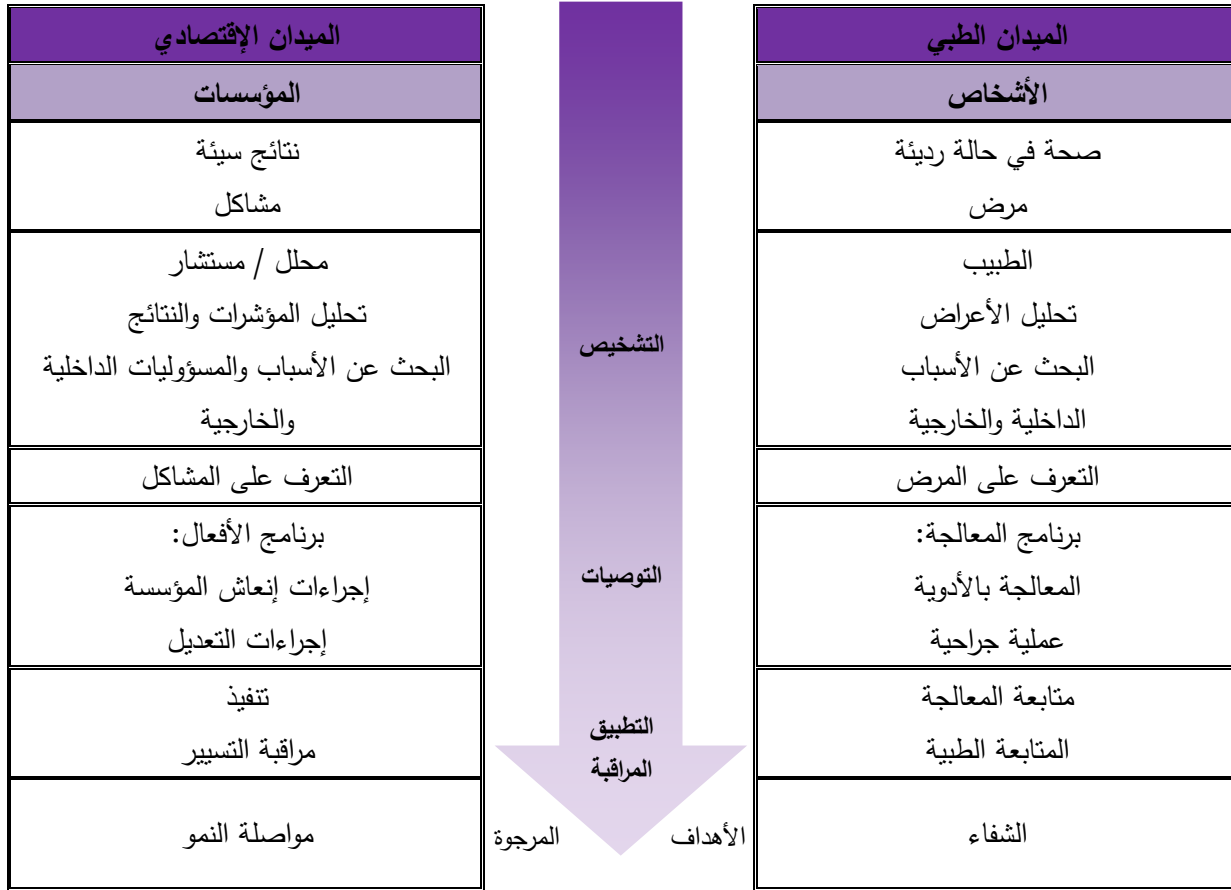 الميدان الطبي
الأشخاص
صحة في حالة رديئة
مرض
الطبيب
تحليل الأعراض
البحث عن الأسباب
الداخلية والخارجية
التعرف على المرض
برنامج المعالجة:
المعالجة بالأدوية
عملية جراحية
متابعة المعالجة
المتابعة الطبية
الشفاء
التشخيص
التوصيات
التطبيق
المراقبة
الأهداف المرجوة
الميدان الإقتصادي
المؤسسات
نتائج سيئة
مشاكل
محلل / مستشار
تحليل المؤشرات والنتائج
البحث عن الأسباب والمسؤوليات الداخلية
والخارجية
التعرف على المشاكل
برنامج الأفعال:
إجراءات إنعاش المؤسسة
إجراءات التعديل
تنفيذ
مراقبة التسيير
مواصلة النمو